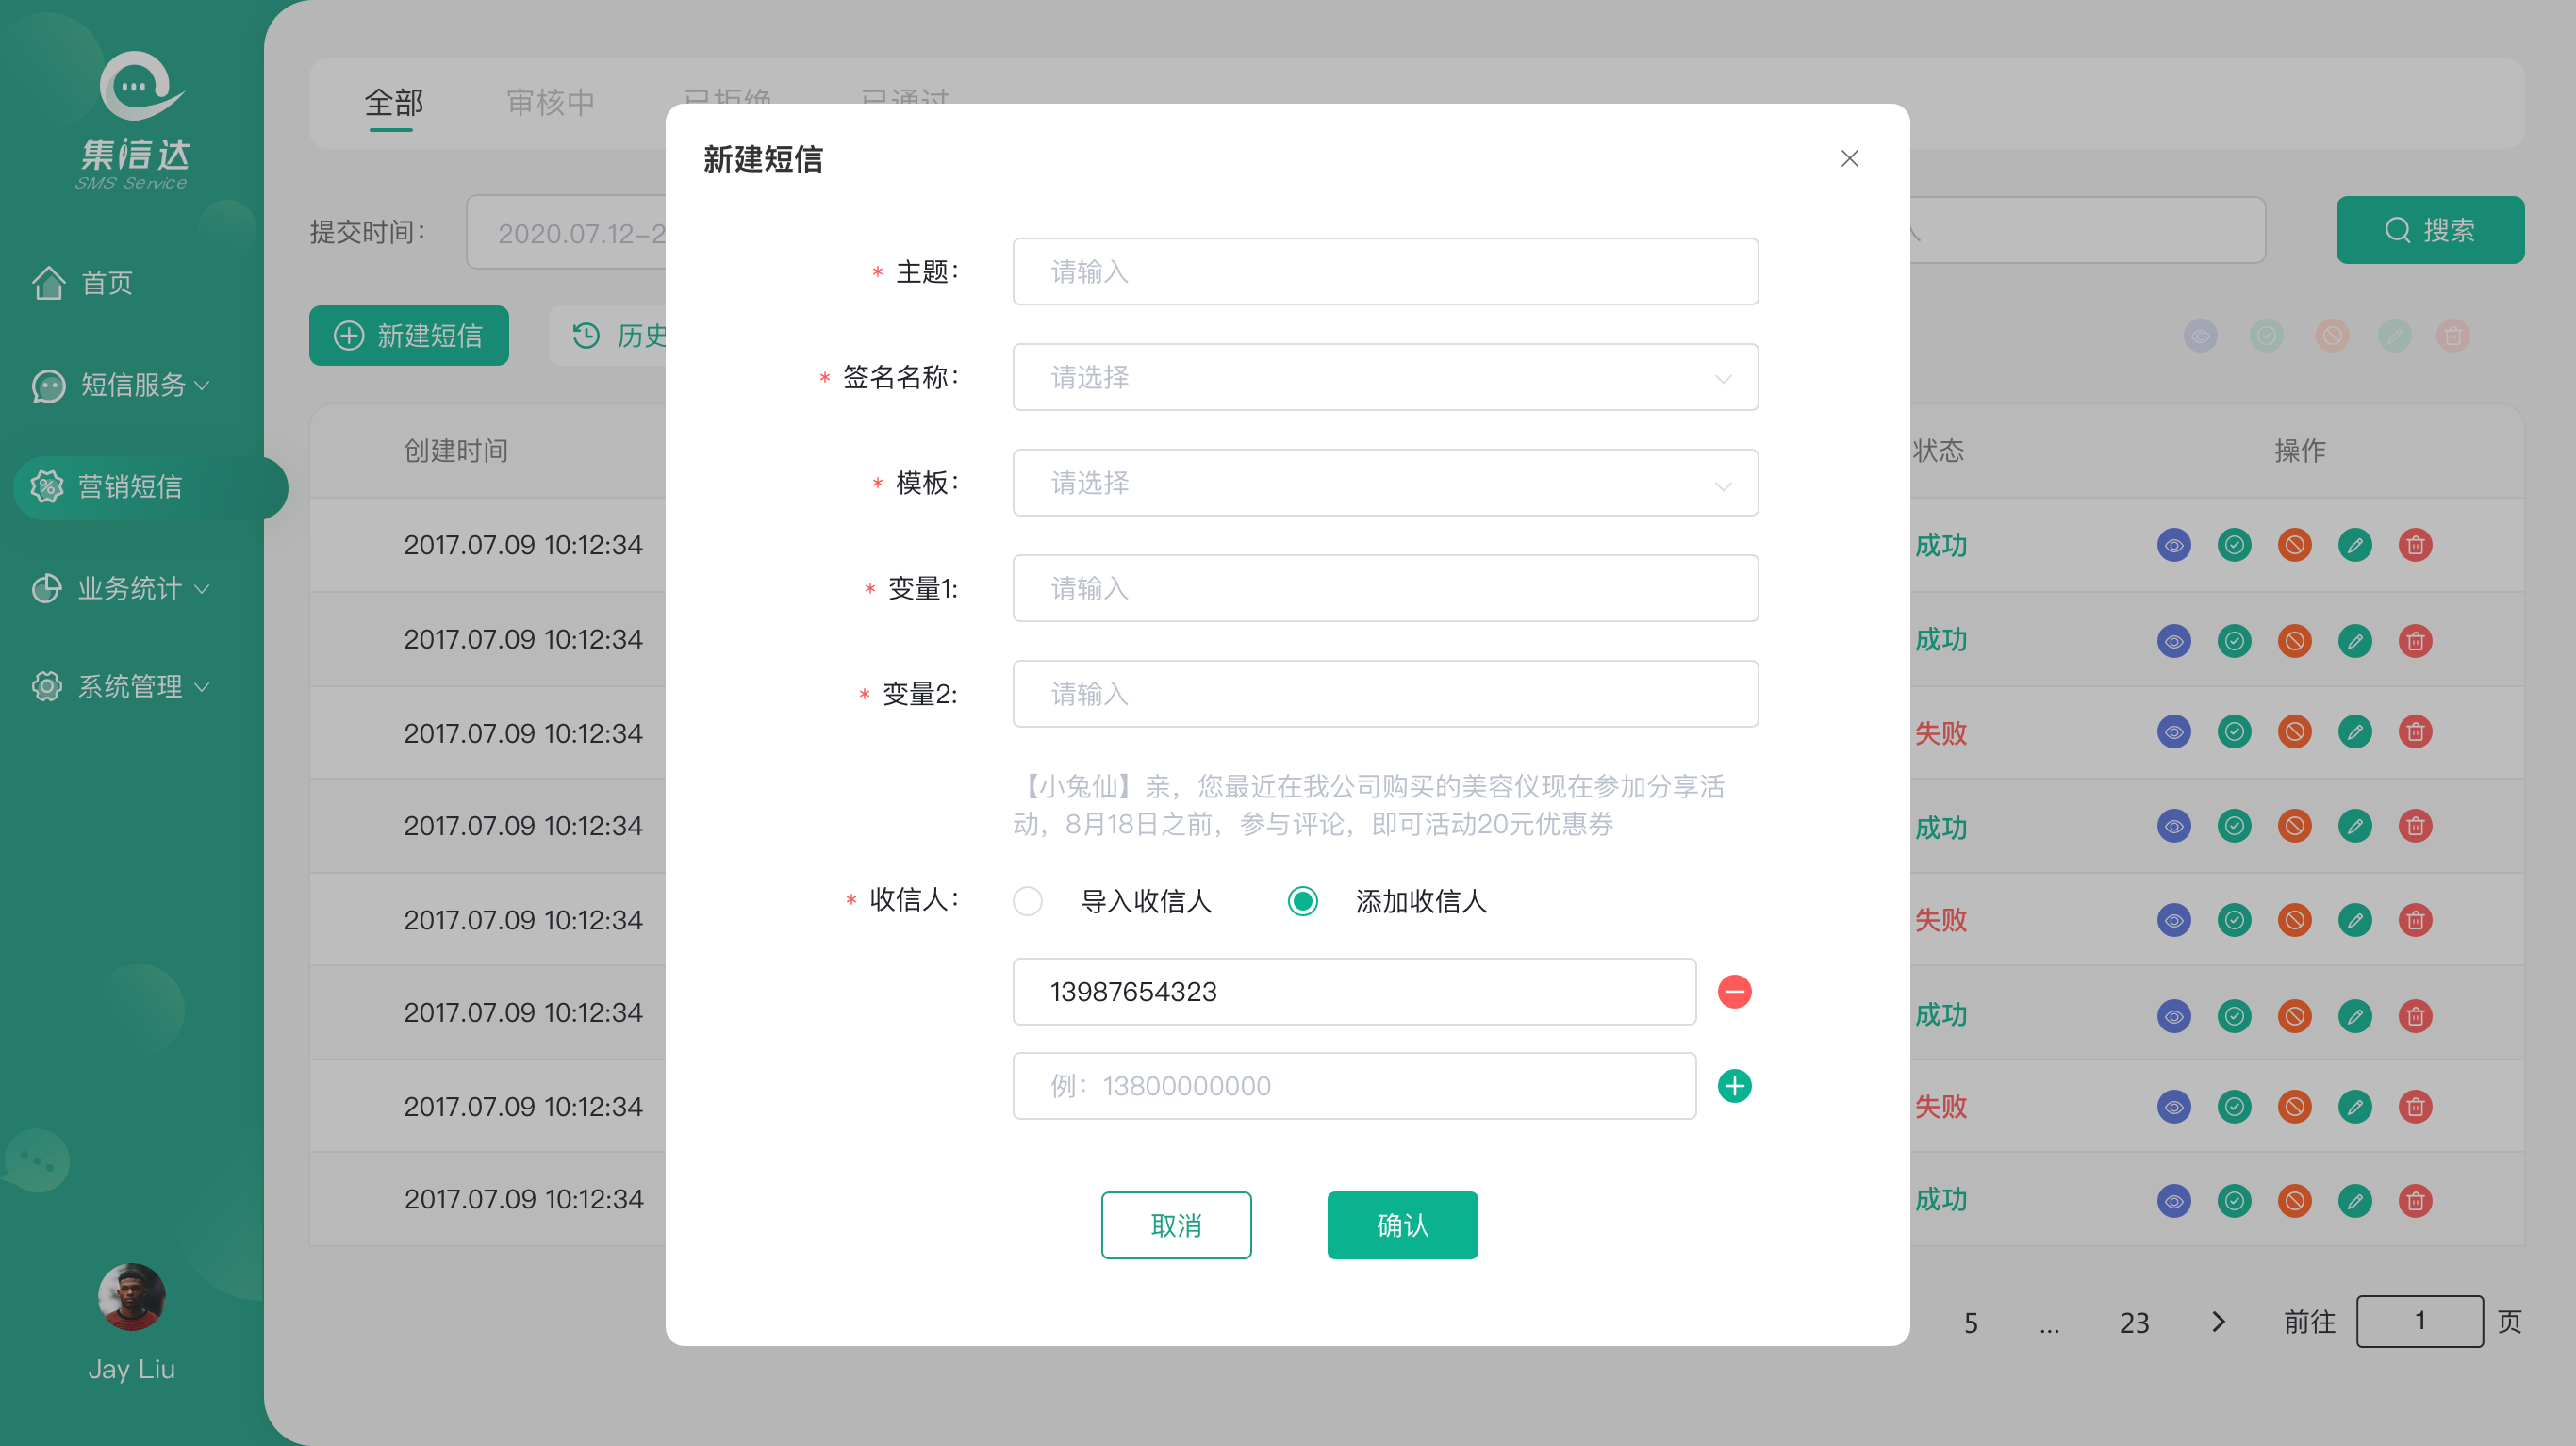 集信达
SMS Service
首页
短信服务
营销短信
业务统计
系统管理
Jay Liu
全部
审核中
已拒绝
已通过
提交时间：
2020.07.12-2
搜索
新建短信
历史
创建时间
状态
操作
2017.07.09 10:12:34
成功
2017.07.09 10:12:34
成功
2017.07.09 10:12:34
失败
2017.07.09 10:12:34
成功
2017.07.09 10:12:34
失败
2017.07.09 10:12:34
成功
2017.07.09 10:12:34
失败
2017.07.09 10:12:34
成功
5
...
23
前往
1
页
新建短信
* 主题：
请输入
* 签名名称：
请选择
* 模板：
请选择
* 变量1:
请输入
* 变量2:
请输入
【小兔仙】亲，您最近在我公司购买的美容仪现在参加分享活
动，8月18日之前，参与评论，即可活动20元优惠券
* 收信人：
导入收信人
添加收信人
13987654323
例：13800000000
取消
确认